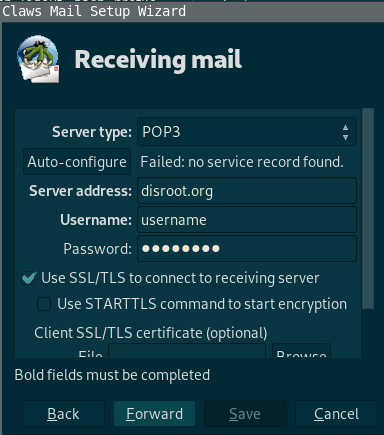 Claws Mail Setup Wizard
Receiving mail
Server type: POP3
Auto-configure Failed: no service record found.
Server address: disroot.org
Username: username
Password: ●●●●●●●●
Use SSL/TLS to connect to receiving server
Use STARTTLS command to start encryption
Client SSL/TLS certificate (optional)
File Browse
Bold fields must be completed
Back Forward Save Cancel